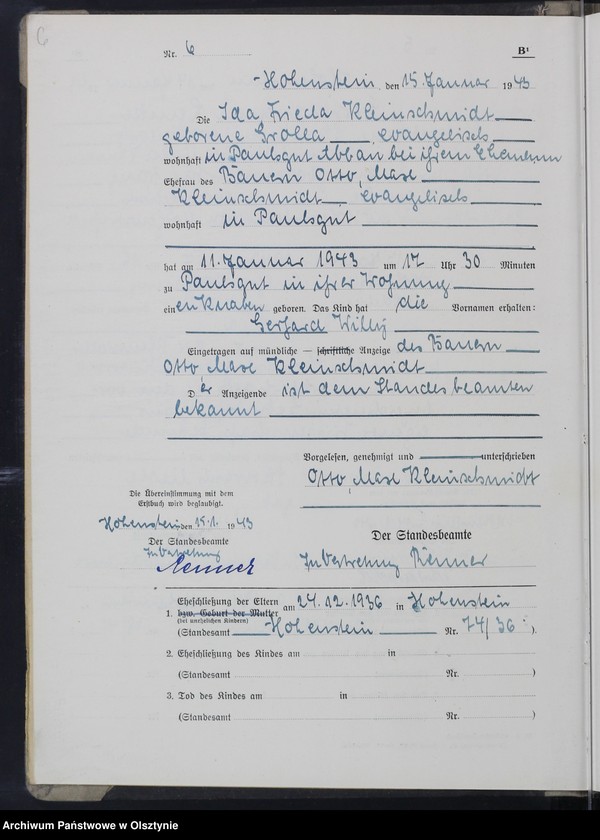 6
Nr. 6
B¹
Hohenstein, den 15. Januar 1943
Die Ida Frieda Kleinschmidt
geborene Grolla, evangelisch
wohnhaft in Paulsgut Abbau bei ihrem Ehemann
Ehefrau des Bauern Otto, Max
Kleinschmidt evangelisch
wohnhaft in Paulsgut
hat am 11. Januar 1943 um 17 Uhr 30 Minuten
zu Paulsgut in ihrer Wohnung
einen Knaben geboren. Das Kind hat die Vornamen erhalten:
Gerhard Willy
Eingetragen auf mündliche – schriftliche Anzeige des Bauern
Otto Max Kleinschmidt
Der Anzeigende ist dem Standesbeamten
bekannt
Vorgelesen, genehmigt und unterschrieben
Otto, Max Kleinschmidt
Die Übereinstimmung mit dem
Erstbuch wird beglaubigt.
Hohenstein den 15.1. 1943
Der Standesbeamte
In Vertretung
Renner
Der Standesbeamte
In Vertretung Renner
1. Eheschließung der Eltern am 24.12.1936 in Hohenstein
bzw. Geburt der Mutter
(bei unehelichen Kindern)
(Standesamt Hohenstein Nr. 74/36 ).
2. Eheschließung des Kindes am in
(Standesamt Nr. )
3. Tod des Kindes am in
(Standesamt Nr. )
Archiwum Państwowe w Olsztynie